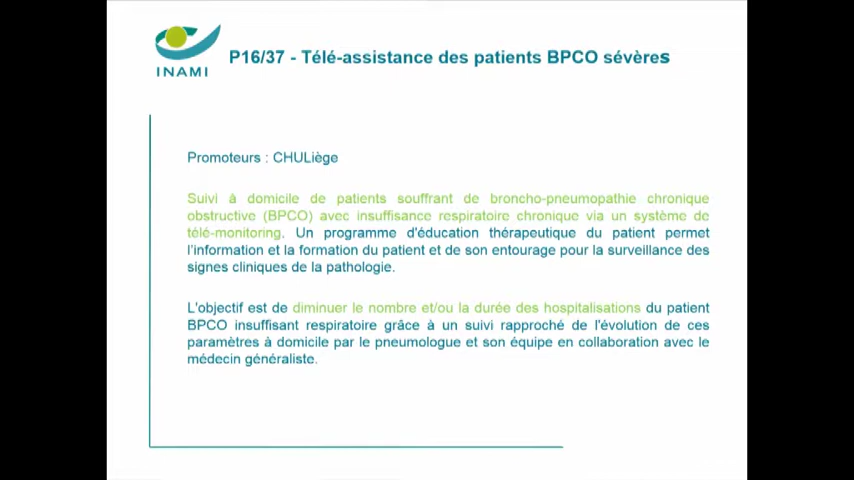 INAMI
P16/37 - Télé-assistance des patients BPCO sévères
Promoteurs : CHULiège
Suivi à domicile de patients souffrant de broncho-pneumopathie chronique
obstructive (BPCO) avec insuffisance respiratoire chronique via un système de
télé-monitoring. Un programme d'éducation thérapeutique du patient permet
l'information et la formation du patient et de son entourage pour la surveillance des
signes cliniques de la pathologie.
L'objectif est de diminuer le nombre et/ou la durée des hospitalisations du patient
BPCO insuffisant respiratoire grâce à un suivi rapproché de l'évolution de ces
paramètres à domicile par le pneumologue et son équipe en collaboration avec le
médecin généraliste.